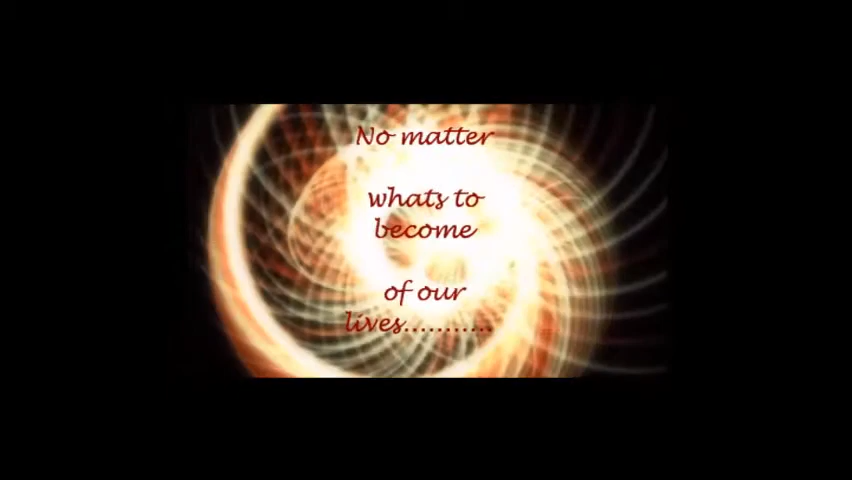 No matter
whats to
become
of our
lives...........